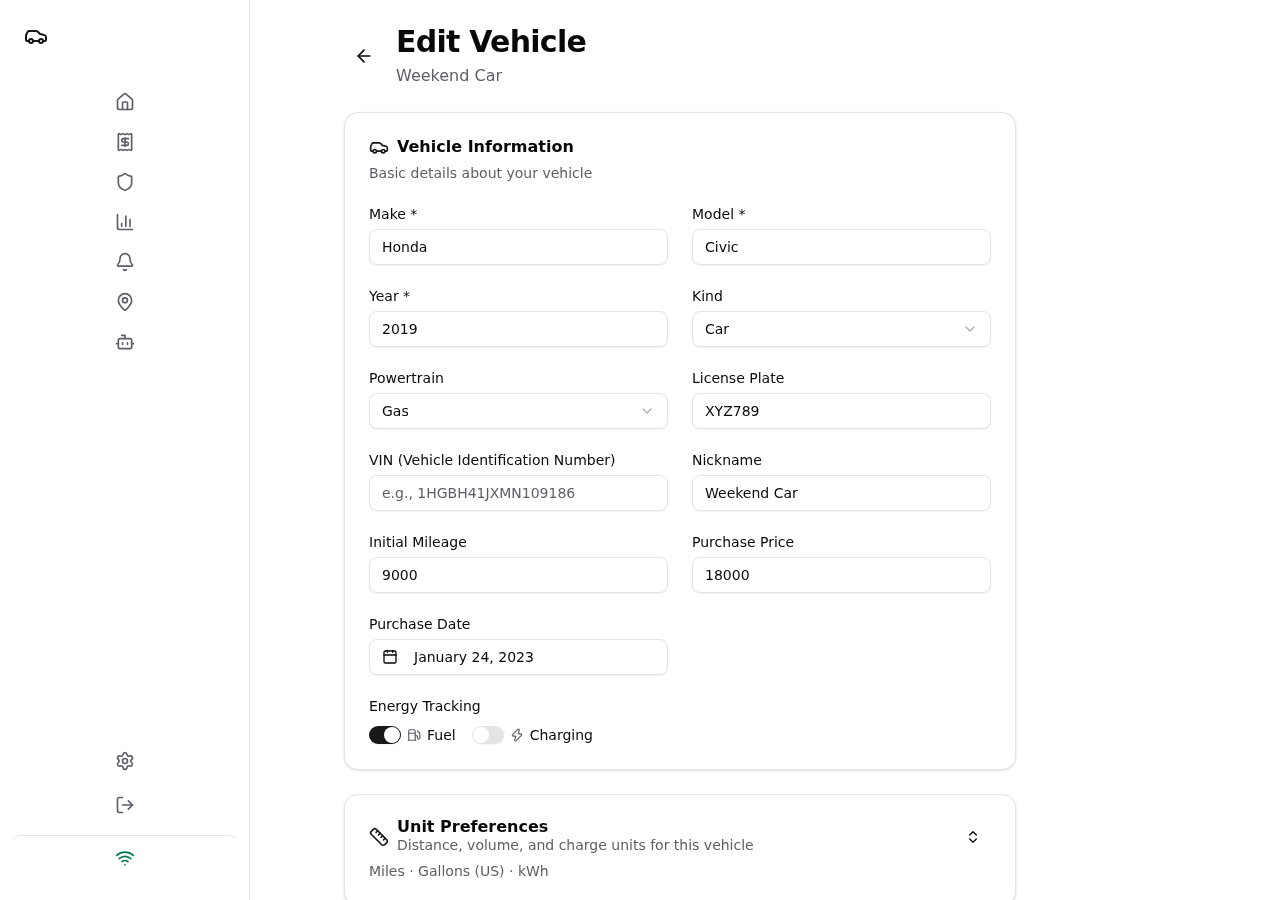 Edit Vehicle
Weekend Car
Vehicle Information
Basic details about your vehicle
Make *
Model *
Honda
Civic
Year *
Kind
2019
Car
Powertrain
License Plate
Gas
XYZ789
VIN (Vehicle Identification Number)
Nickname
e.g., 1HGBH41JXMN109186
Weekend Car
Initial Mileage
Purchase Price
9000
18000
Purchase Date
January 24, 2023
Energy Tracking
Fuel
Charging
Unit Preferences
Distance, volume, and charge units for this vehicle
Miles · Gallons (US) · kWh